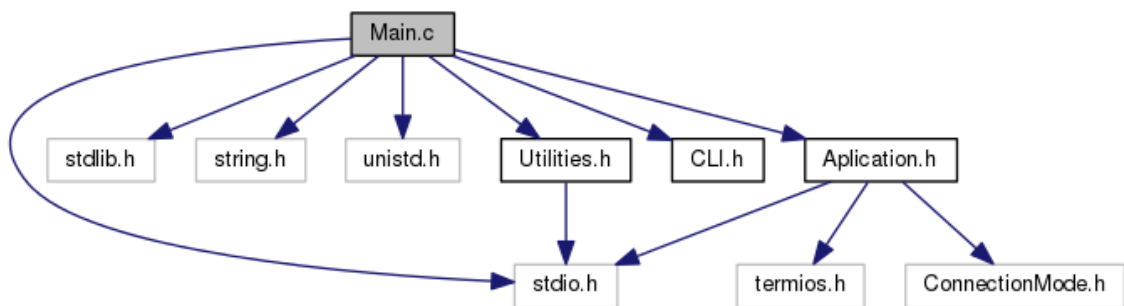 Main.c
stdlib.h
string.h
unistd.h
Utilities.h
CLI.h
Aplication.h
stdio.h
termios.h
ConnectionMode.h